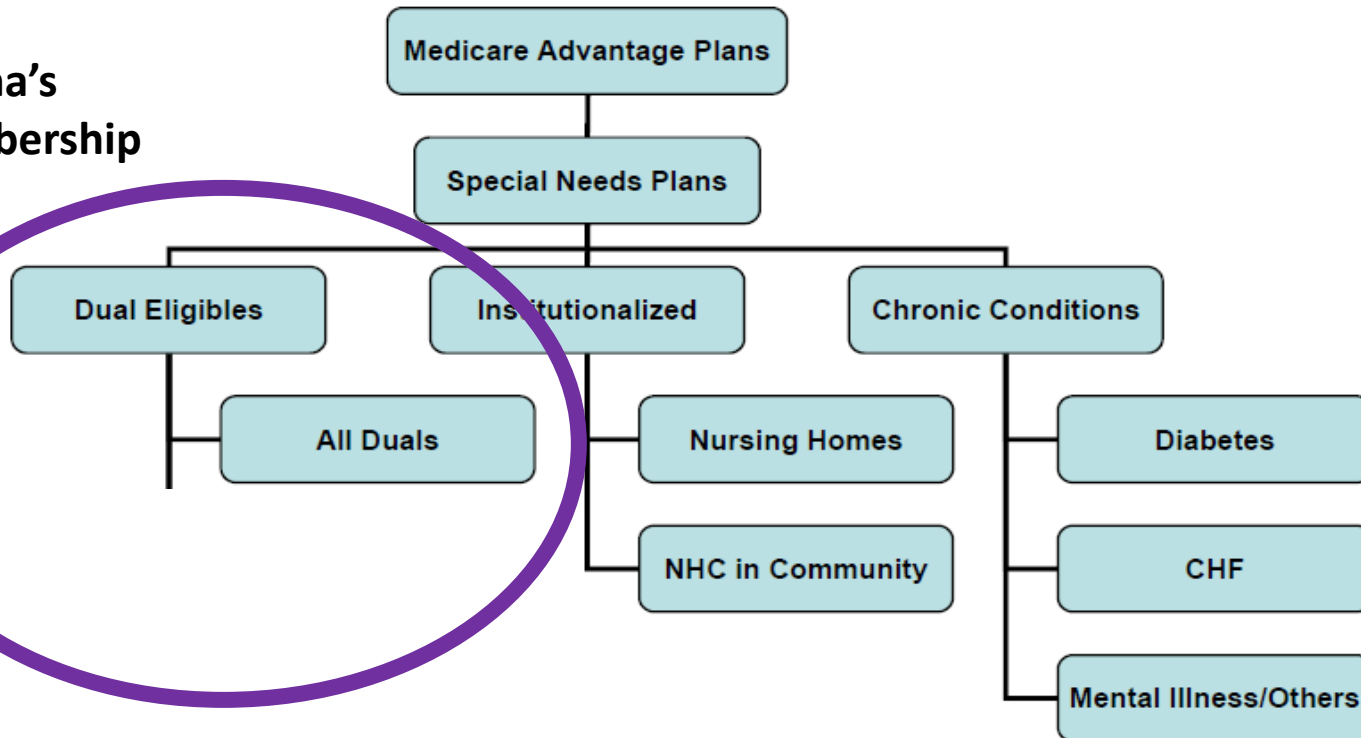 Medicare Advantage Plans
na's
bership
Special Needs Plans
Dual Eligibles
Institutionalized
Chronic Conditions
All Duals
Nursing Homes
Diabetes
NHC in Community
CHF
Mental Illness/Others